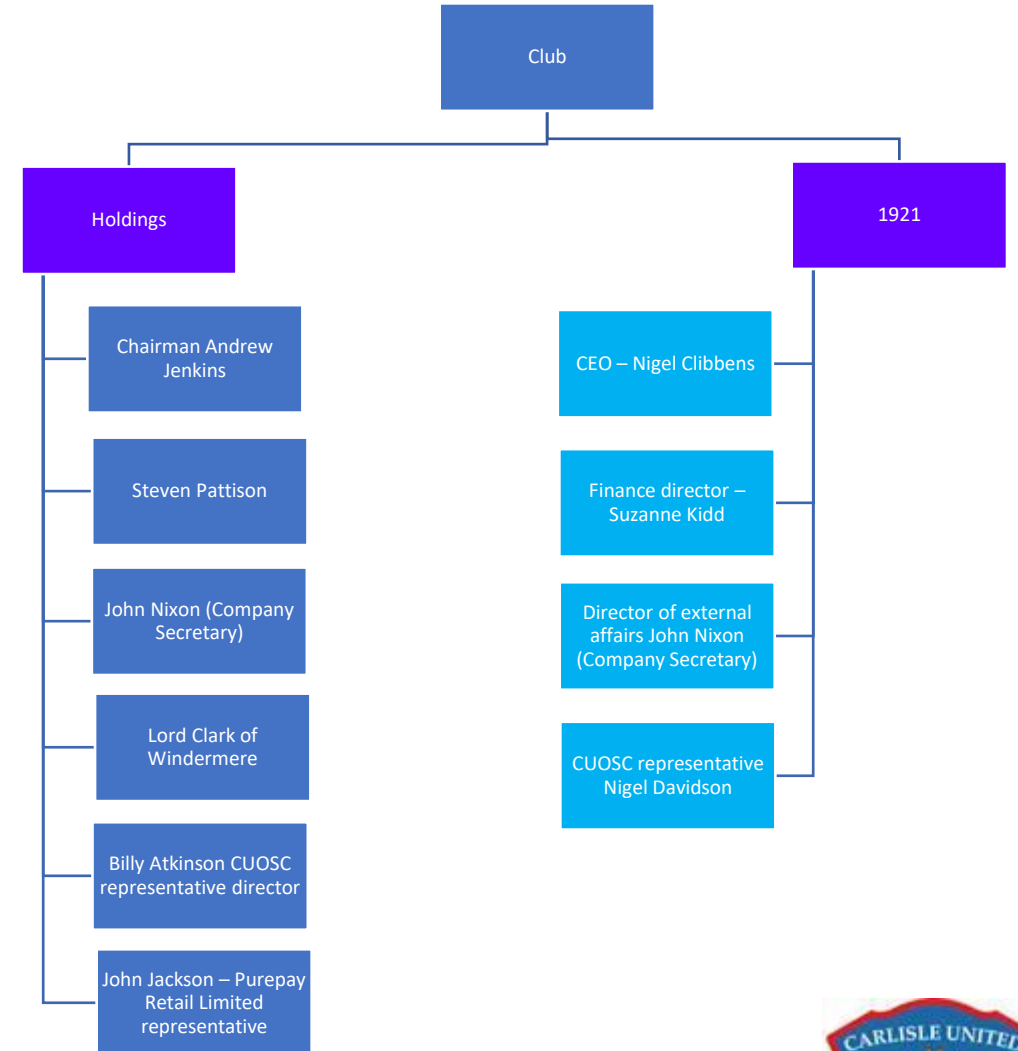 Club
Holdings
1921
Chairman Andrew
Jenkins
Steven Pattison
John Nixon (Company
Secretary)
Lord Clark of
Windermere
Billy Atkinson CUOSC
representative director
John Jackson – Purepay
Retail Limited
representative
CEO – Nigel Clibbens
Finance director –
Suzanne Kidd
Director of external
affairs John Nixon
(Company Secretary)
CUOSC representative
Nigel Davidson
CARLISLE UNITED